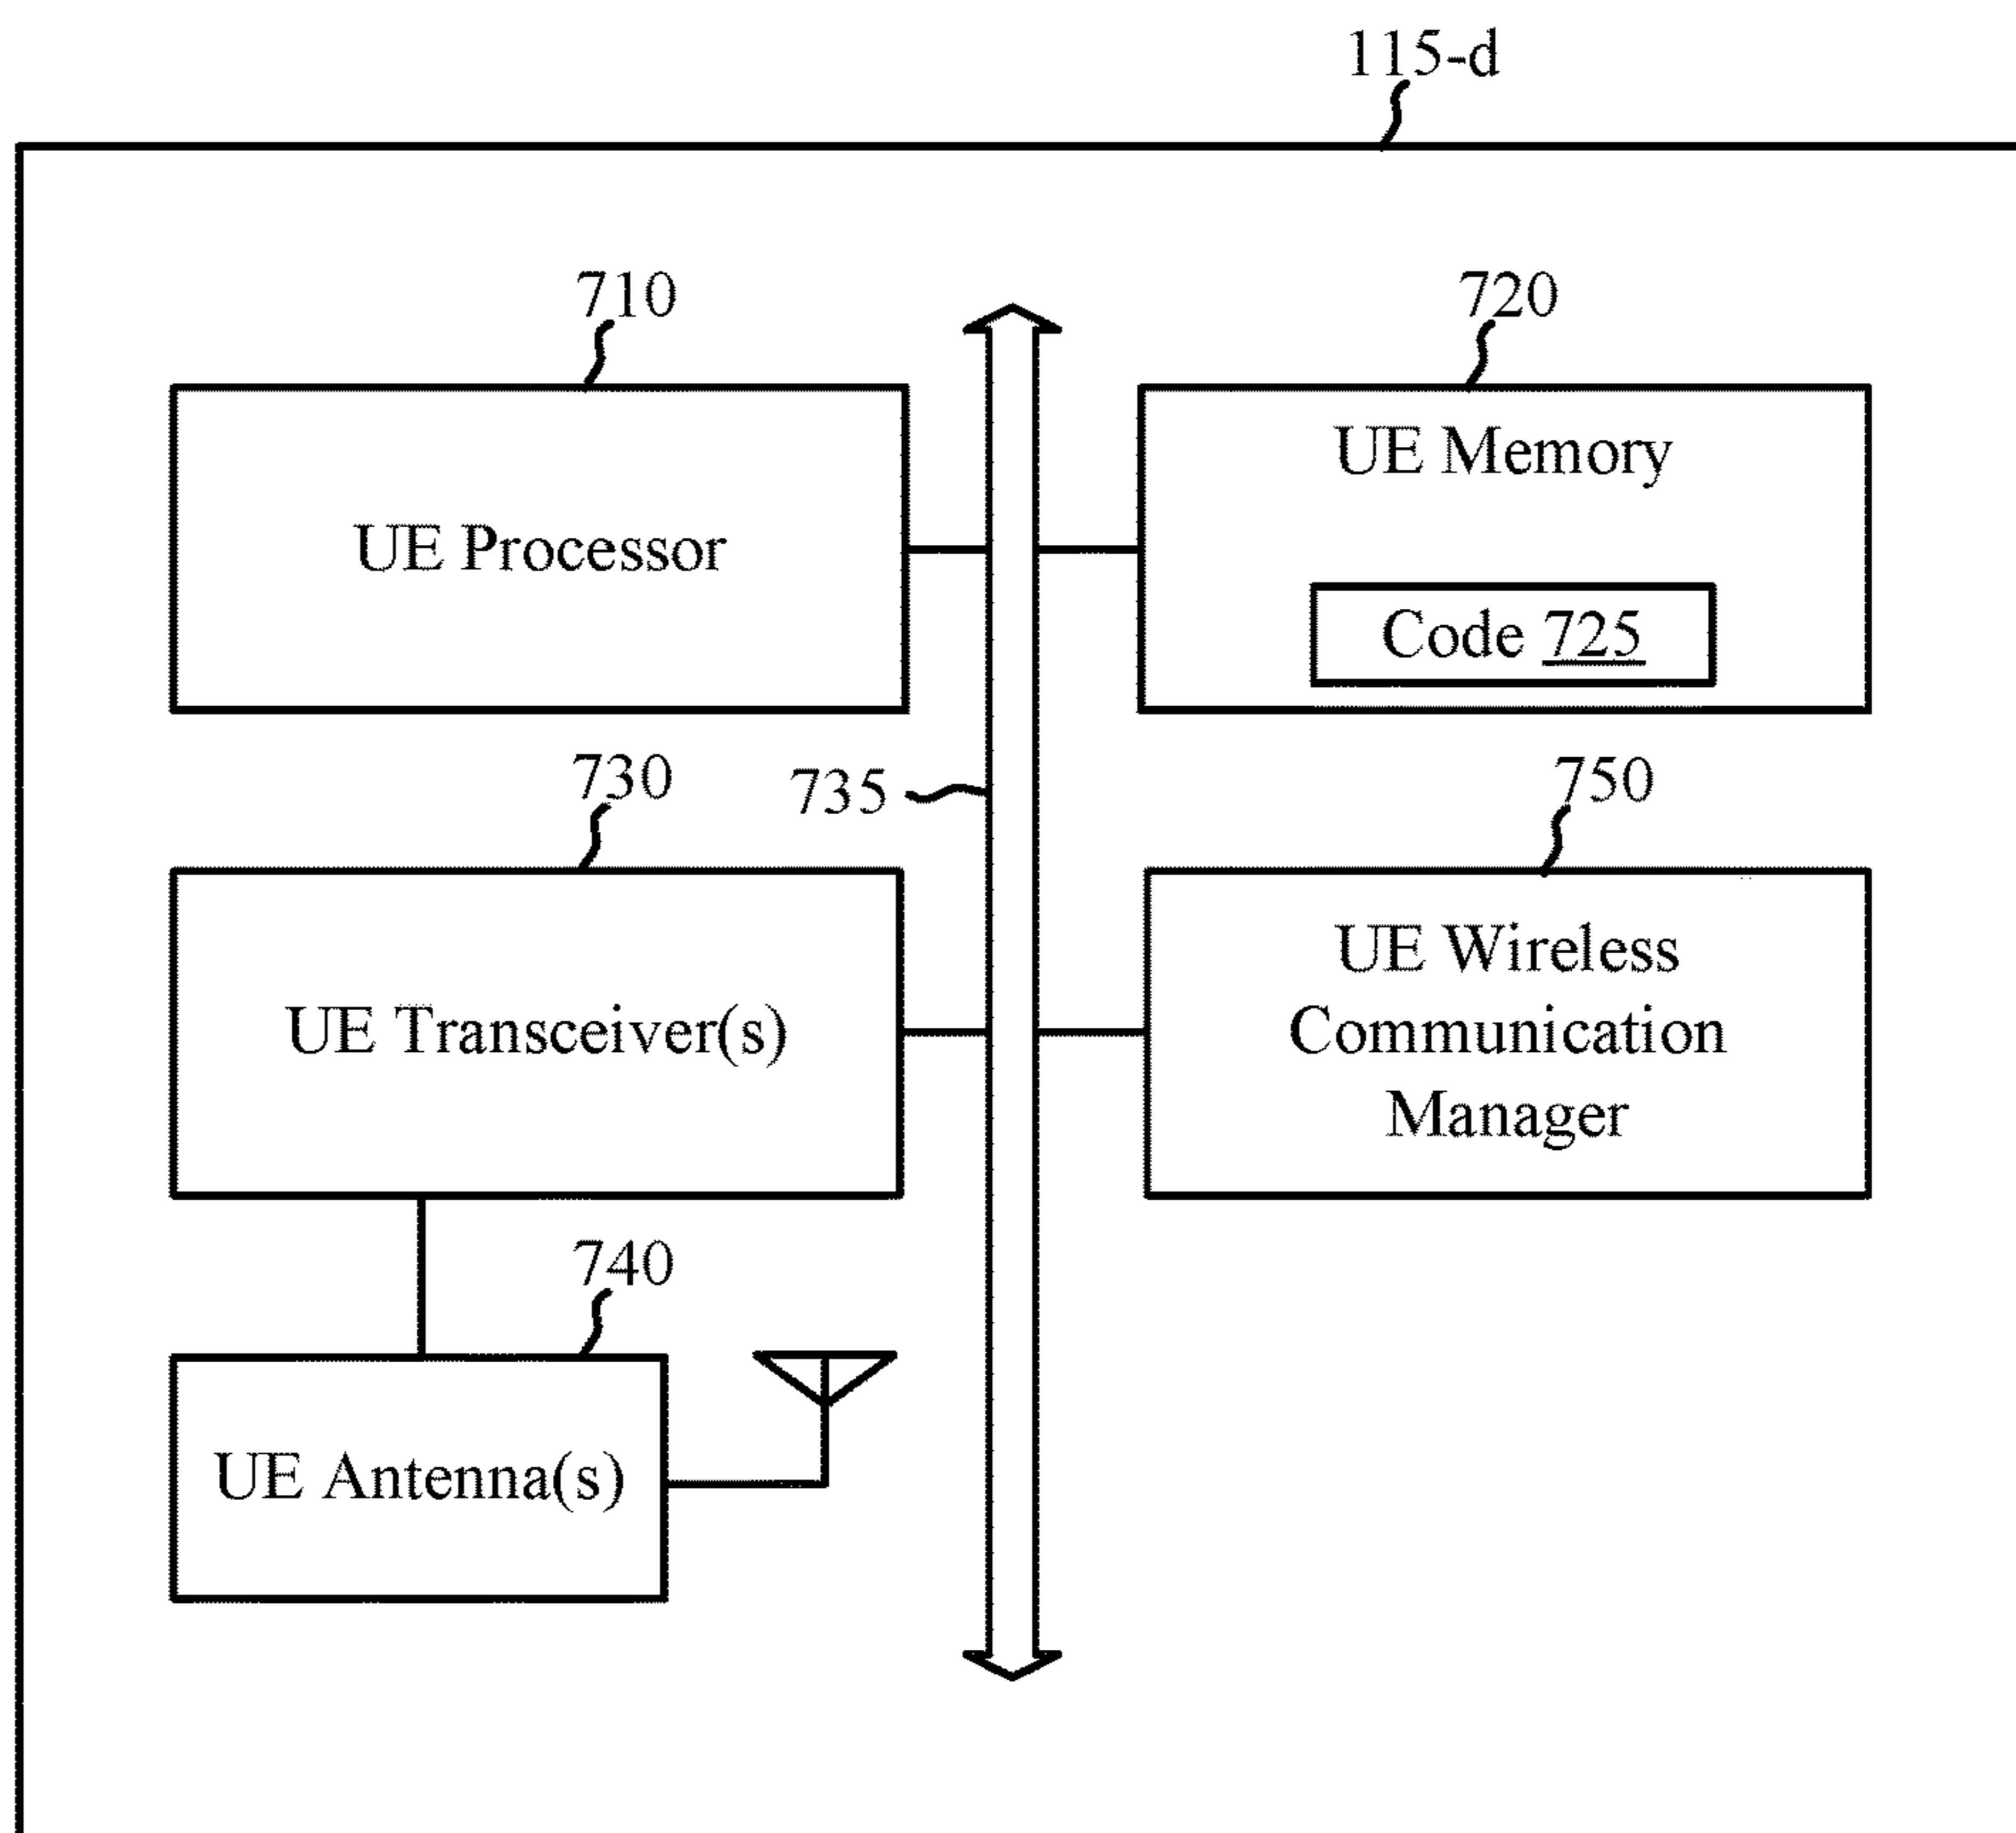 115-d
710
720
UE Processor
UE Memory
Code 725
730
735
750
UE Transceiver(s)
UE Wireless
Communication
Manager
740
UE Antenna(s)